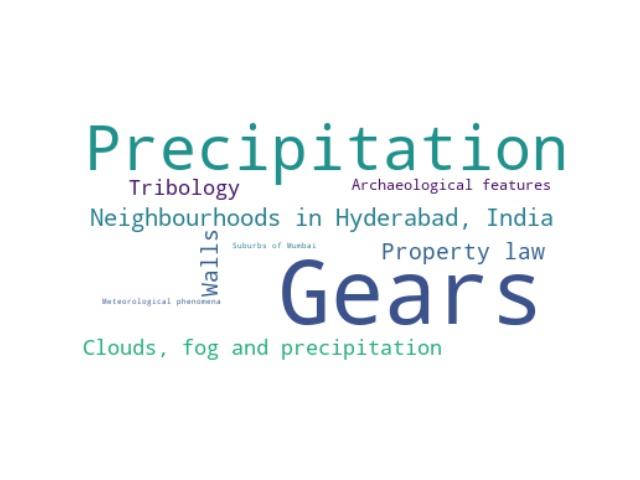 Precipitation
Tribology
Archaeological features
Neighbourhoods in Hyderabad, India
Walls
Suburbs of Mumbai
Property law
Gears
Meteorological phenomena
Clouds, fog and precipitation